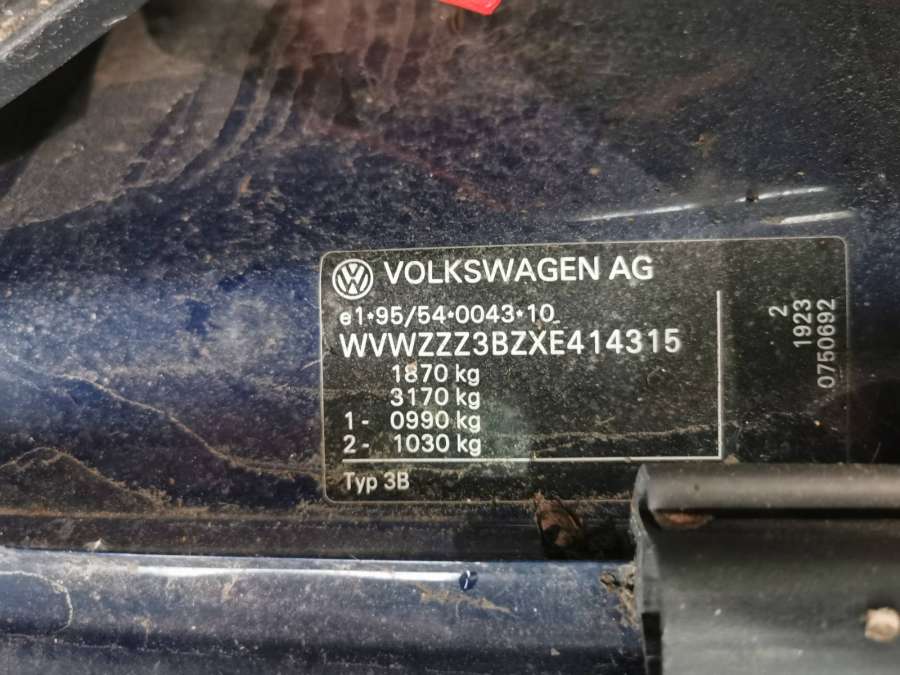 VOLKSWAGEN AG
e1*95/54*0043*10
WVWZZZ3BZXE414315
1870 kg
3170 kg
1- 0990 kg
2- 1030 kg
Typ 3B
2
1923
0750692